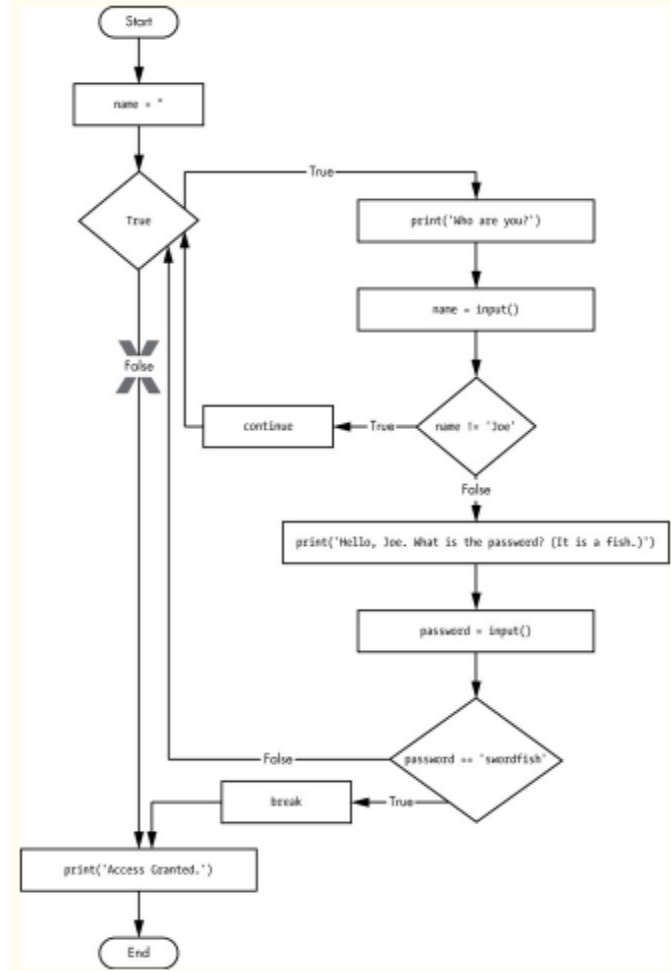 Start
name = "
True
True
print('Who are you?')
name = input()
name != 'Joe'
True
continue
False
False
print('Hello, Joe. What is the password? (It is a fish.)')
password = input()
password == 'swordfish'
False
True
break
print('Access Granted.')
End